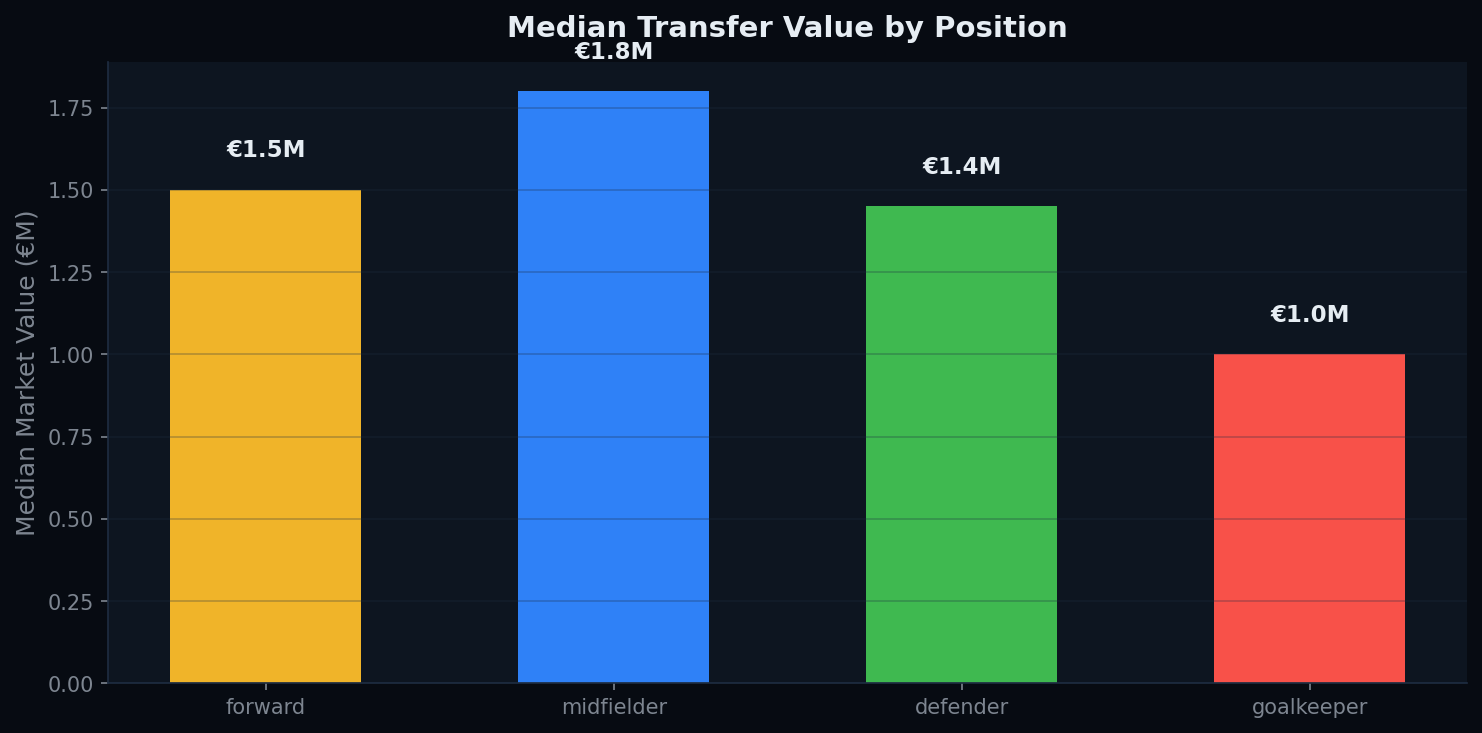 Median Transfer Value by Position
€1.8M
€1.5M
€1.4M
€1.0M
Median Market Value (€M)
1.75
1.50
1.25
1.00
0.75
0.50
0.25
0.00
forward
midfielder
defender
goalkeeper